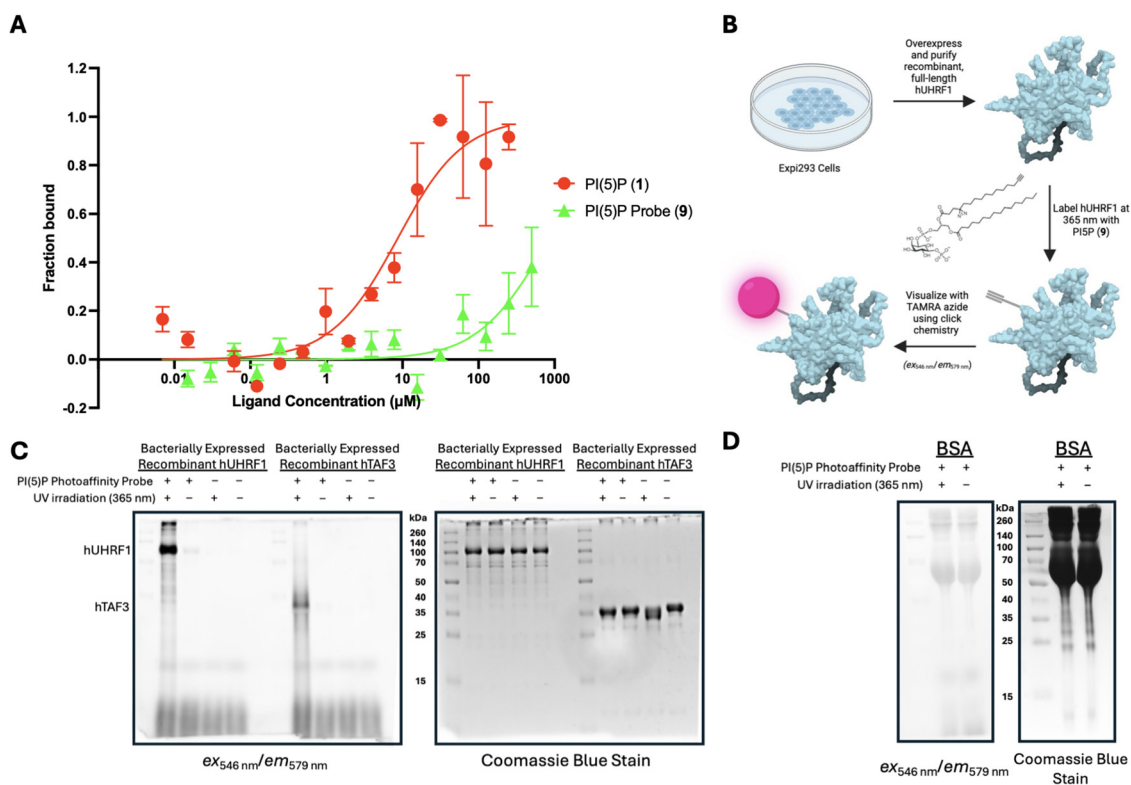 A
1.2
1.0
0.8
0.6
0.4
0.2
0.0
-0.2
Fraction bound
0.01
0.1
1
10
100
1000
Ligand Concentration (µM)
PI(5)P (1)
PI(5)P Probe (9)
B
Overexpress
and purify
recombinant,
full-length
hUHRF1
Expi293 Cells
Label hUHRF1 at
365 nm with
PI5P (9)
Visualize with
TAMRA azide
using click
chemistry
(ex546 nm/em579 nm)
C
Bacterially Expressed Bacterially Expressed
Recombinant hUHRF1 Recombinant hTAF3
PI(5)P Photoaffinity Probe + + − − + + − −
UV irradiation (365 nm) + − + − + − + −
hUHRF1
hTAF3
ex546 nm/em579 nm
Bacterially Expressed Bacterially Expressed
Recombinant hUHRF1 Recombinant hTAF3
+ + − − + + − −
+ − + − + − + −
kDa
260
140
100
70
50
40
35
25
15
Coomassie Blue Stain
D
BSA BSA
PI(5)P Photoaffinity Probe + + + +
UV irradiation (365 nm) + − + −
kDa
260
140
100
70
50
40
35
25
15
ex546 nm/em579 nm
Coomassie Blue
Stain